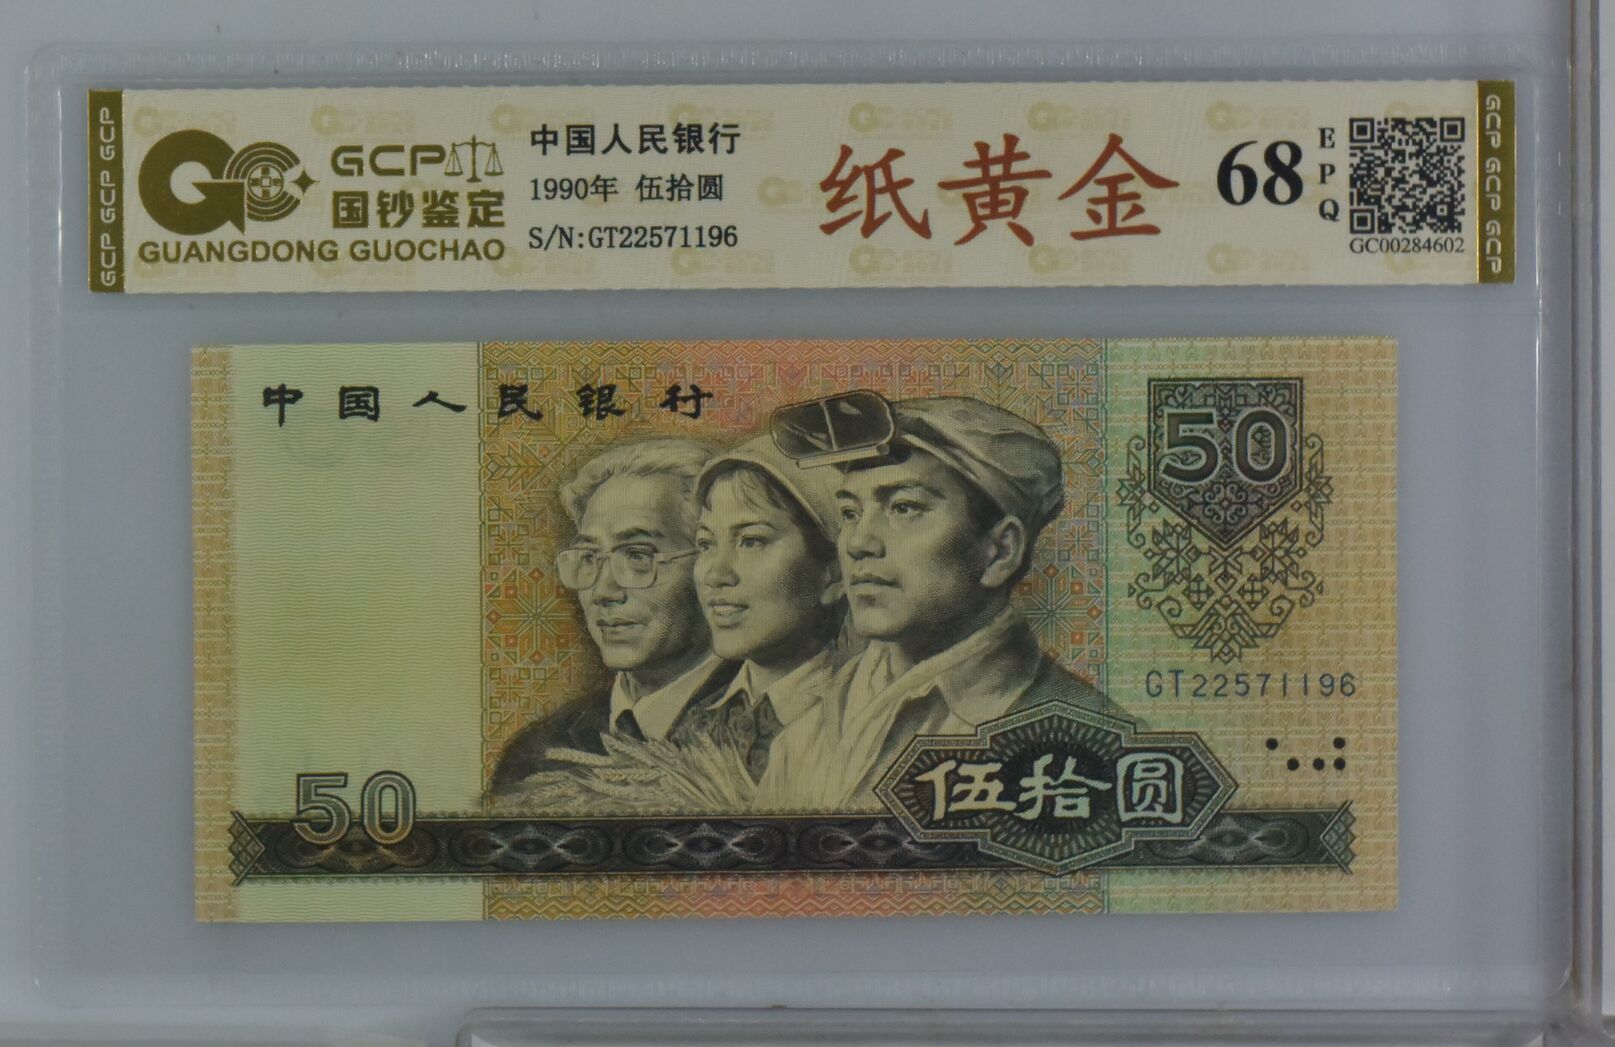 GCP GCP GCP
GCP
国钞鉴定
GUANGDONG GUOCHAO
中国人民银行
1990年 伍拾圆
S/N:GT22571196
纸黄金
68
EPQ
GC00284602
GCP GCP GCP
中国人民银行
50
GT22571196
50
伍拾圆